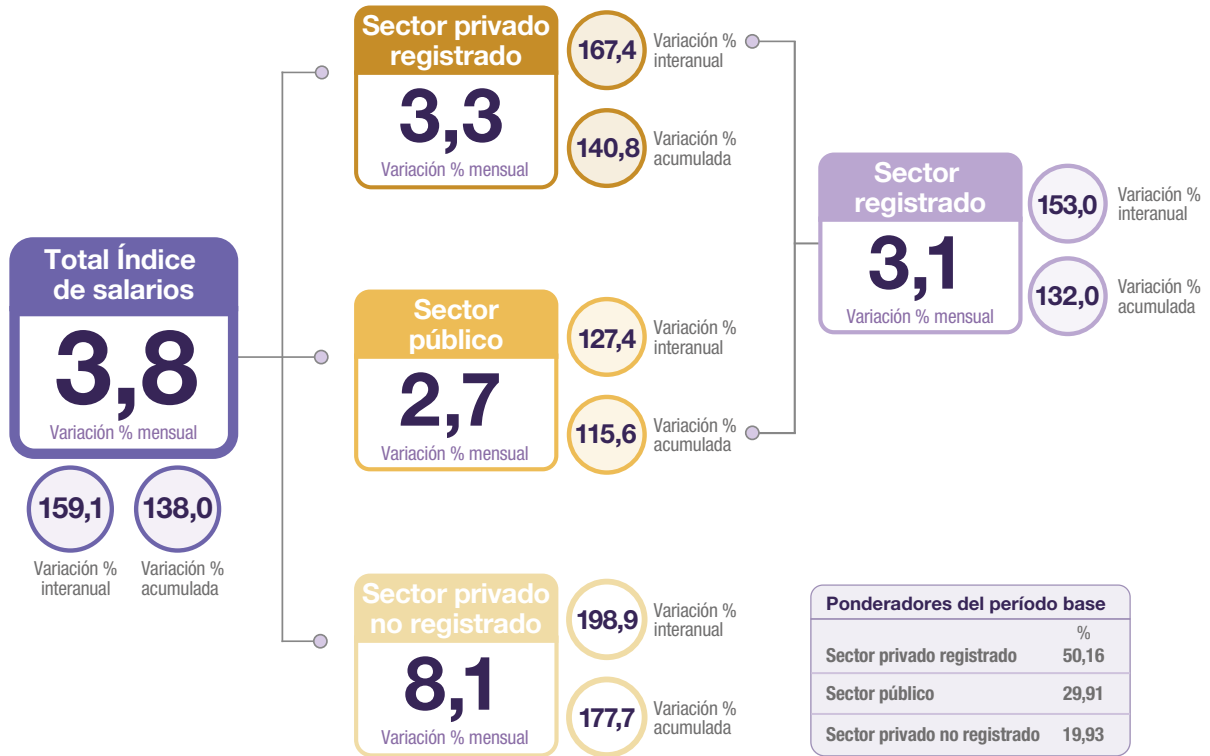 Total Índice
de salarios
3,8
Variación % mensual
159,1
Variación %
interanual
138,0
Variación %
acumulada
Sector privado
registrado
3,3
Variación % mensual
167,4
Variación %
interanual
140,8
Variación %
acumulada
Sector
público
2,7
Variación % mensual
127,4
Variación %
interanual
115,6
Variación %
acumulada
Sector privado
no registrado
8,1
Variación % mensual
198,9
Variación %
interanual
177,7
Variación %
acumulada
Sector
registrado
3,1
Variación % mensual
153,0
Variación %
interanual
132,0
Variación %
acumulada
Ponderadores del período base
%
Sector privado registrado 50,16
Sector público 29,91
Sector privado no registrado 19,93